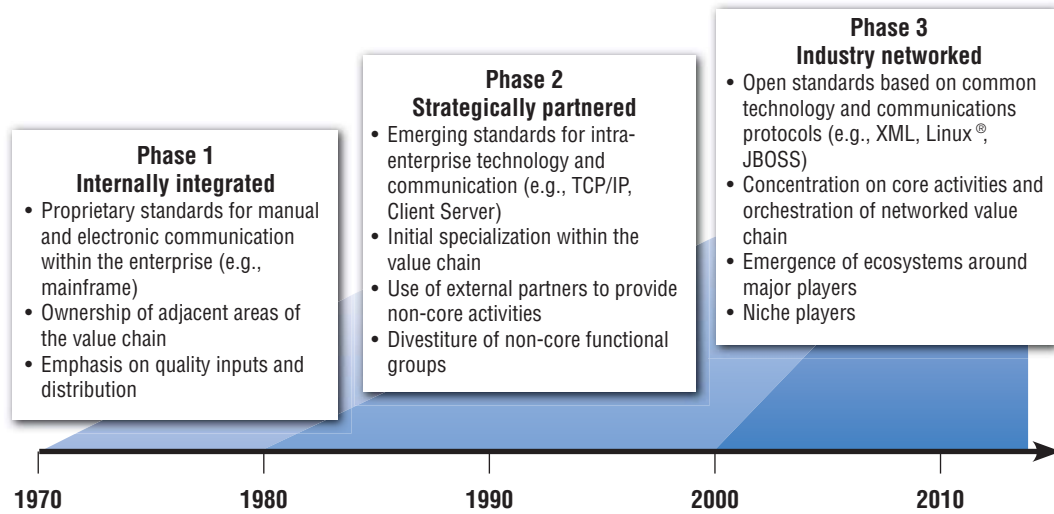 Phase 1
Internally integrated
• Proprietary standards for manual
and electronic communication
within the enterprise (e.g.,
mainframe)
• Ownership of adjacent areas of
the value chain
• Emphasis on quality inputs and
distribution
Phase 2
Strategically partnered
• Emerging standards for intra-
enterprise technology and
communication (e.g., TCP/IP,
Client Server)
• Initial specialization within the
value chain
• Use of external partners to provide
non-core activities
• Divestiture of non-core functional
groups
Phase 3
Industry networked
• Open standards based on common
technology and communications
protocols (e.g., XML, Linux ®,
JBOSS)
• Concentration on core activities and
orchestration of networked value
chain
• Emergence of ecosystems around
major players
• Niche players
1970 1980 1990 2000 2010